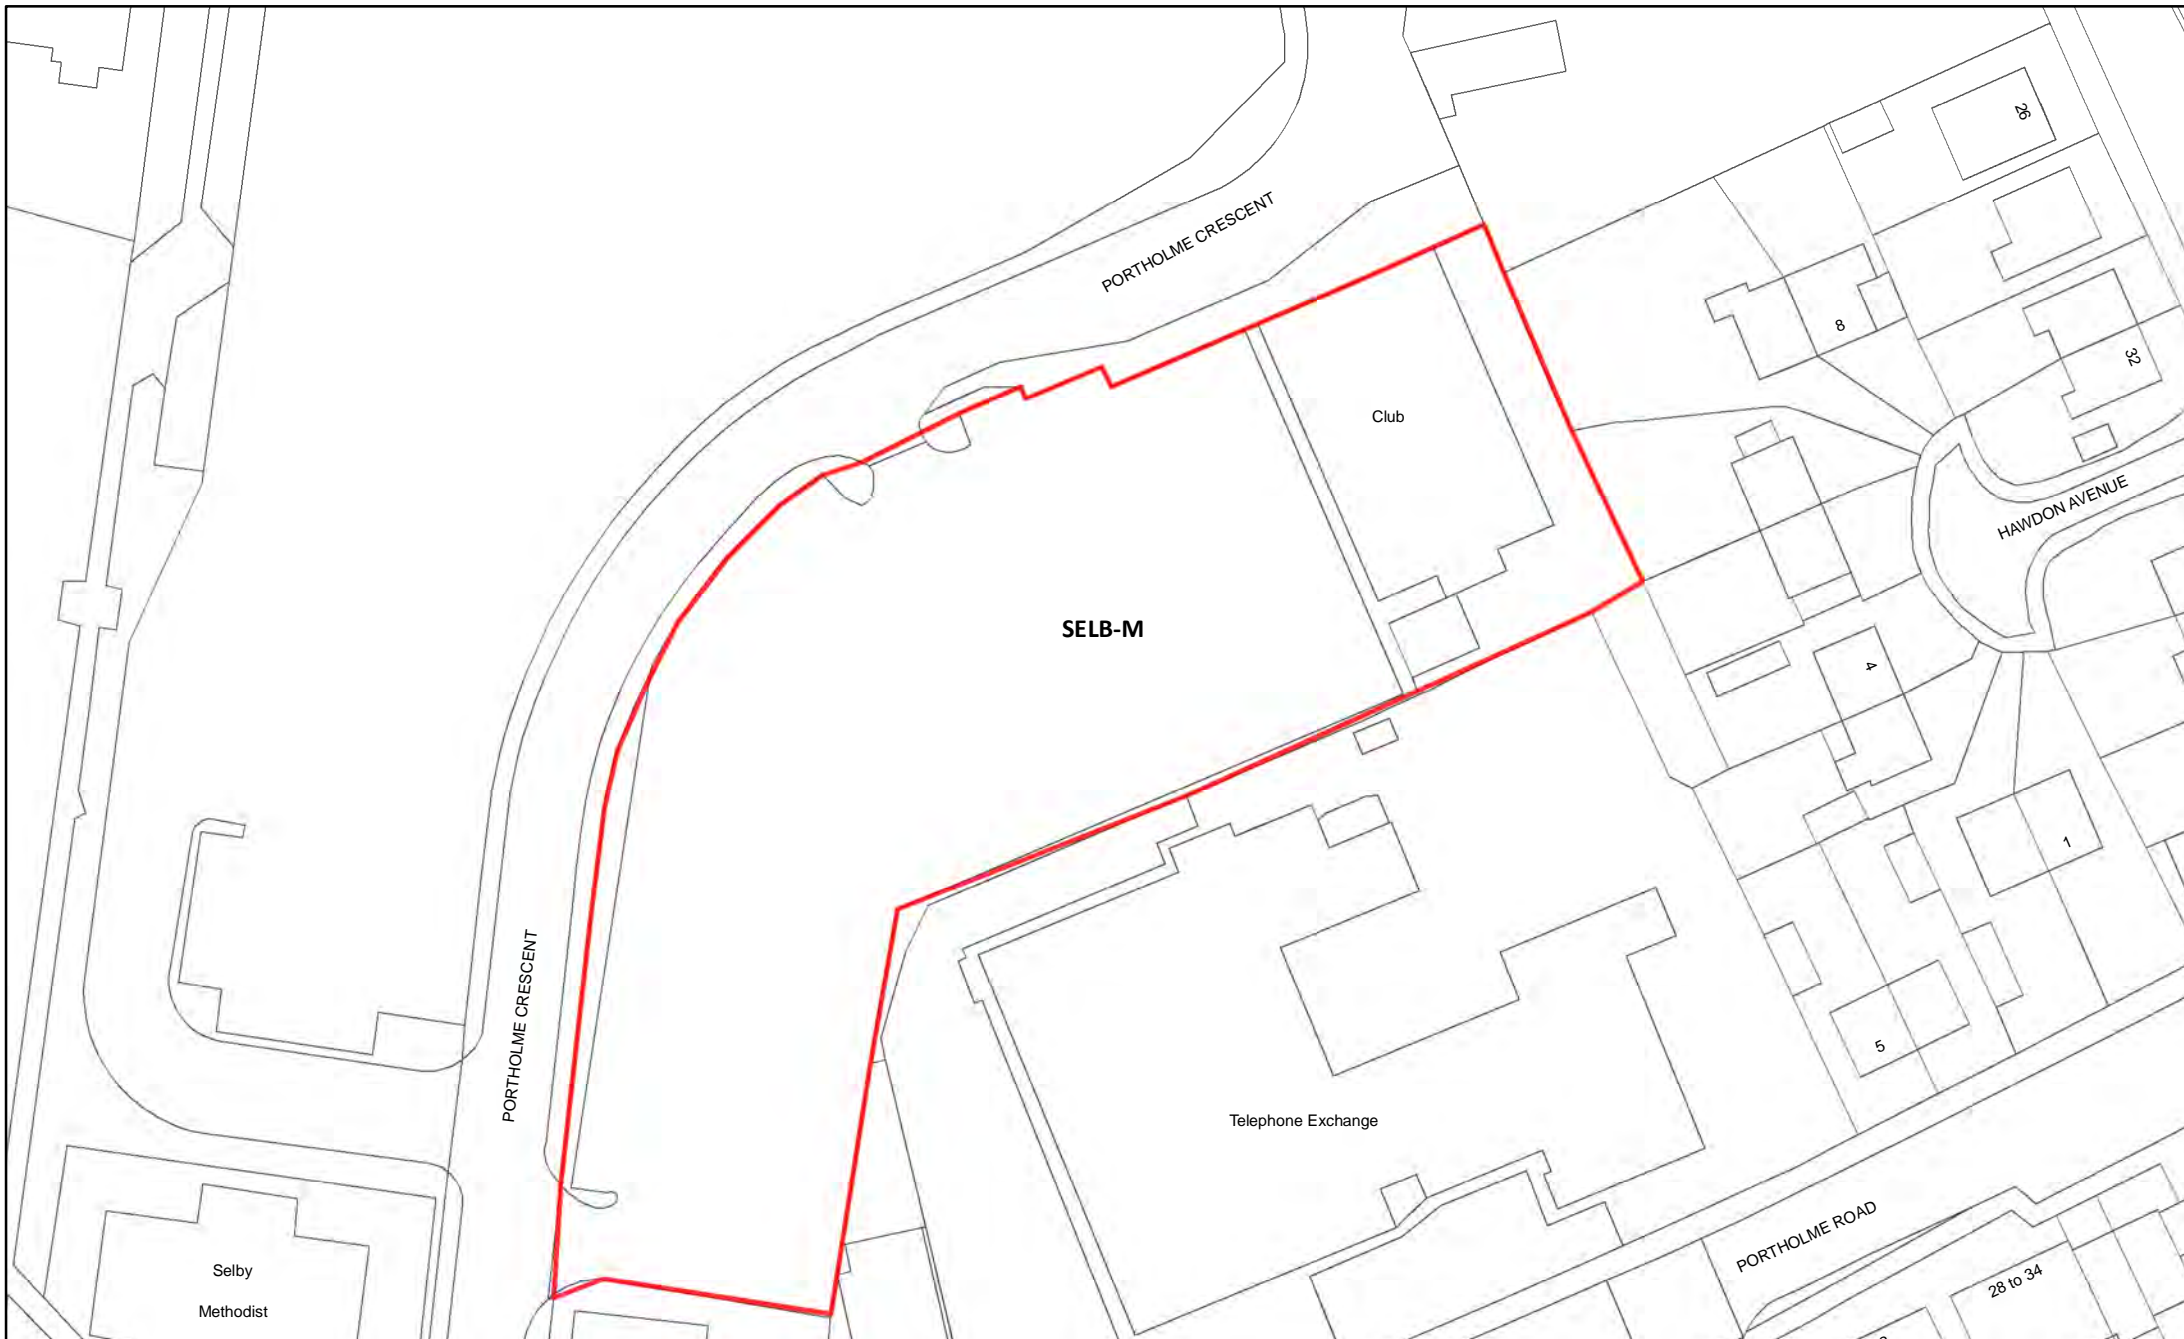 26
PORTHOLME CRESCENT
8
32
Club
HAWDON AVENUE
SELB-M
4
1
PORTHOLME CRESCENT
5
Telephone Exchange
PORTHOLME ROAD
Selby
Methodist
28 to 34